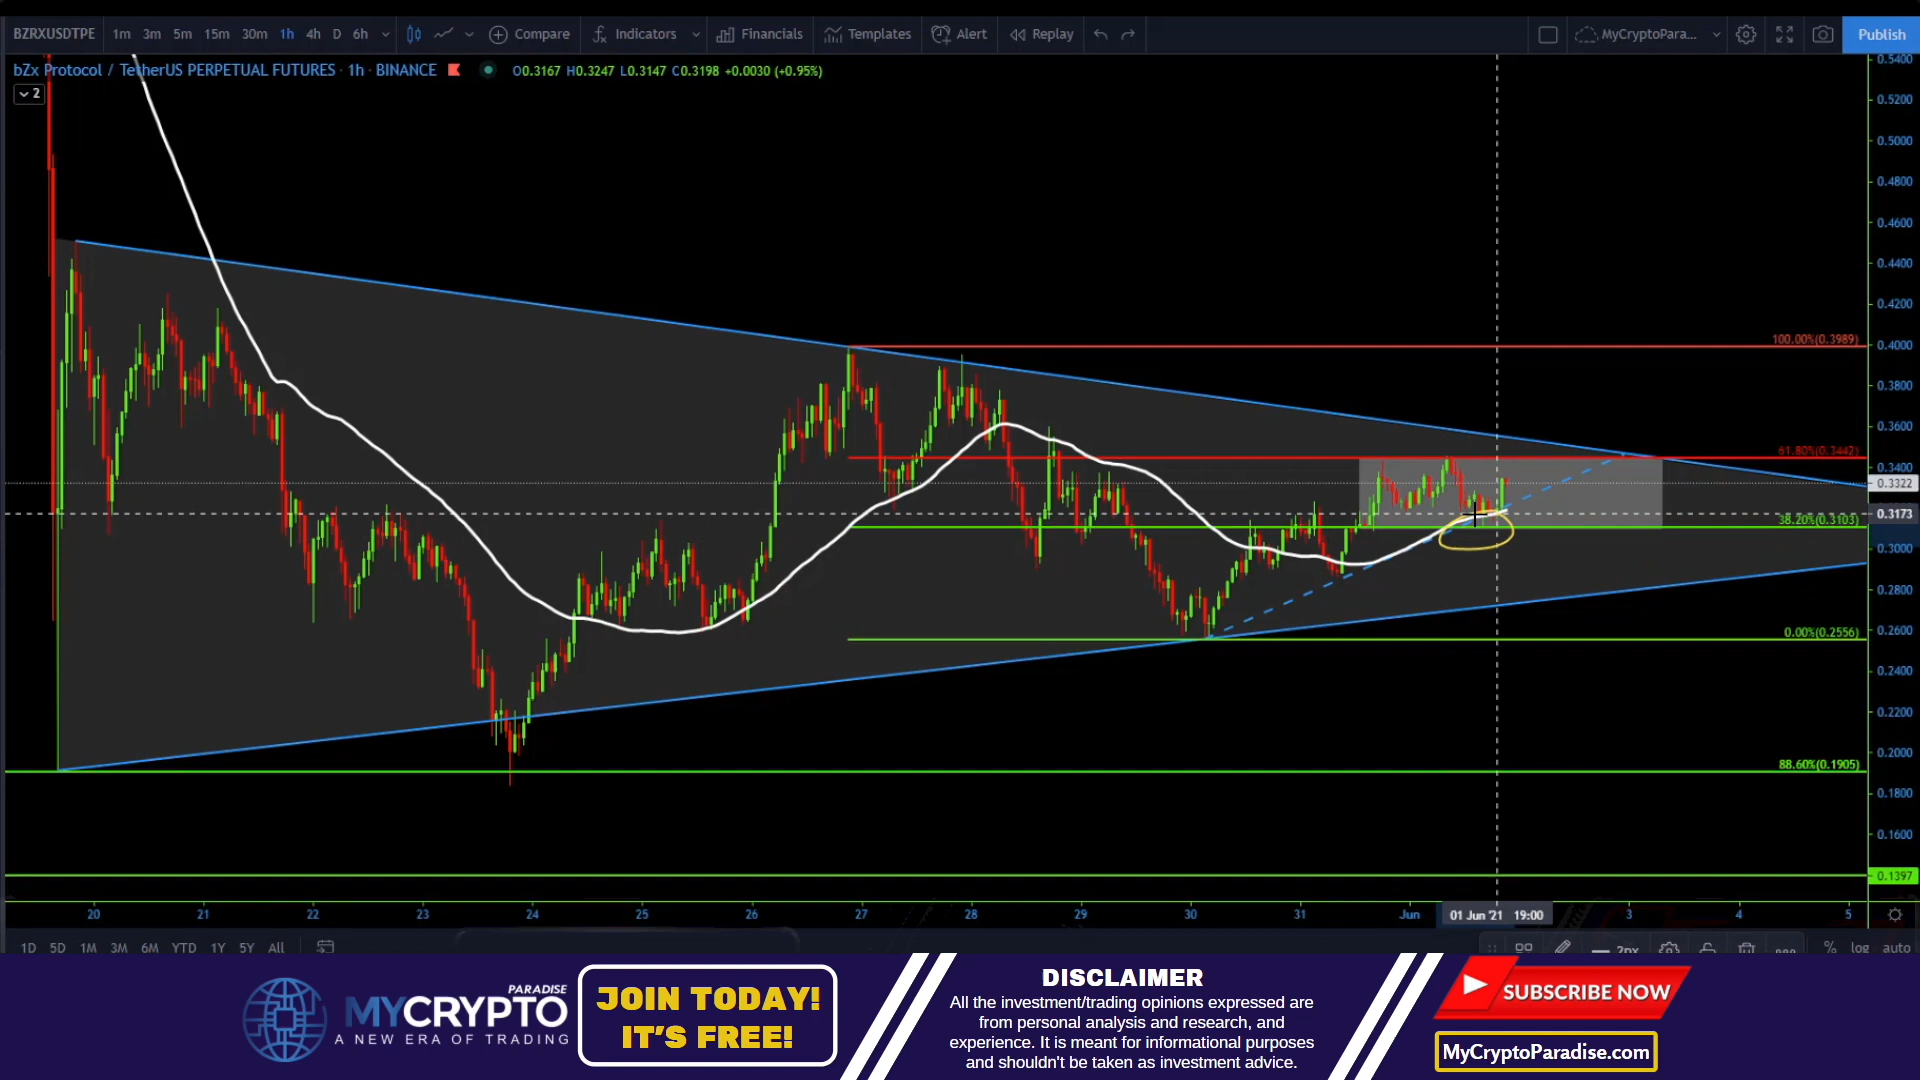 BZRXUSDTPE 1m 3m 5m 15m 30m 1h 4h D 6h Compare Indicators Financials Templates Alert Replay MyCryptoPara... Publish
bZx Protocol / TetherUS PERPETUAL FUTURES · 1h · BINANCE O0.3167 H0.3247 L0.3147 C0.3198 +0.0030 (+0.95%)
2
0.5400
0.5200
0.5000
0.4800
0.4600
0.4400
0.4200
100.00%(0.3989)
0.4000
0.3800
0.3600
61.80%(0.3442)
0.3400
0.3322
0.3173
38.20%(0.3103)
0.3000
0.2800
0.00%(0.2556)
0.2600
0.2400
0.2200
0.2000
88.60%(0.1905)
0.1800
0.1600
0.1397
20 21 22 23 24 25 26 27 28 29 30 31 Jun 01 Jun '21 19:00 3 4 5
1D 5D 1M 3M 6M YTD 1Y 5Y All 2px % log auto
MYCRYPTO PARADISE
A NEW ERA OF TRADING
JOIN TODAY!
IT'S FREE!
DISCLAIMER
All the investment/trading opinions expressed are
from personal analysis and research, and
experience. It is meant for informational purposes
and shouldn't be taken as investment advice.
SUBSCRIBE NOW
MyCryptoParadise.com